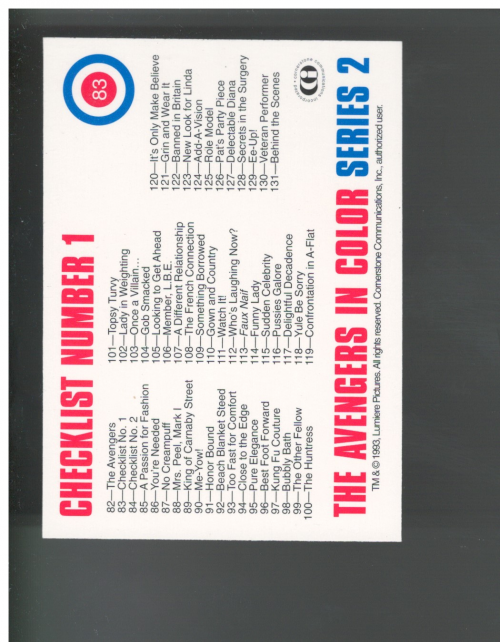 CHECKLIST NUMBER 1
83
82—The Avengers
83—Checklist No. 1
84—Checklist No. 2
85—A Passion for Fashion
86—You're Needed
87—No Creampuff
88—Mrs. Peel, Mark I
89—King of Carnaby Street
90—Me-Yow!
91—Honor Bound
92—Beach Blanket Steed
93—Too Fast for Comfort
94—Close to the Edge
95—Pure Elegance
96—Best Foot Forward
97—Kung Fu Couture
98—Bubbly Bath
99—The Other Fellow
100—The Huntress
101—Topsy Turvy
102—Lady in Weighting
103—Once a Villain...
104—Gob Smacked
105—Looking to Get Ahead
106—Member, L.B.E.
107—A Different Relationship
108—The French Connection
109—Something Borrowed
110—Gown and Country
111—Watch It!
112—Who's Laughing Now?
113—Faux Naif
114—Funny Lady
115—Sudden Celebrity
116—Pussies Galore
117—Delightful Decadence
118—Yule Be Sorry
119—Confrontation in A-Flat
120—It's Only Make Believe
121—Grin and Wear It
122—Banned in Britain
123—New Look for Linda
124—Add-A-Vision
125—Role Model
126—Pat's Party Piece
127—Delectable Diana
128—Secrets in the Surgery
129—Ee-Up!
130—Veteran Performer
131—Behind the Scenes
THE AVENGERS IN COLOR SERIES 2
TM & © 1993, Lumiere Pictures. All rights reserved. Cornerstone Communications, Inc., authorized user.